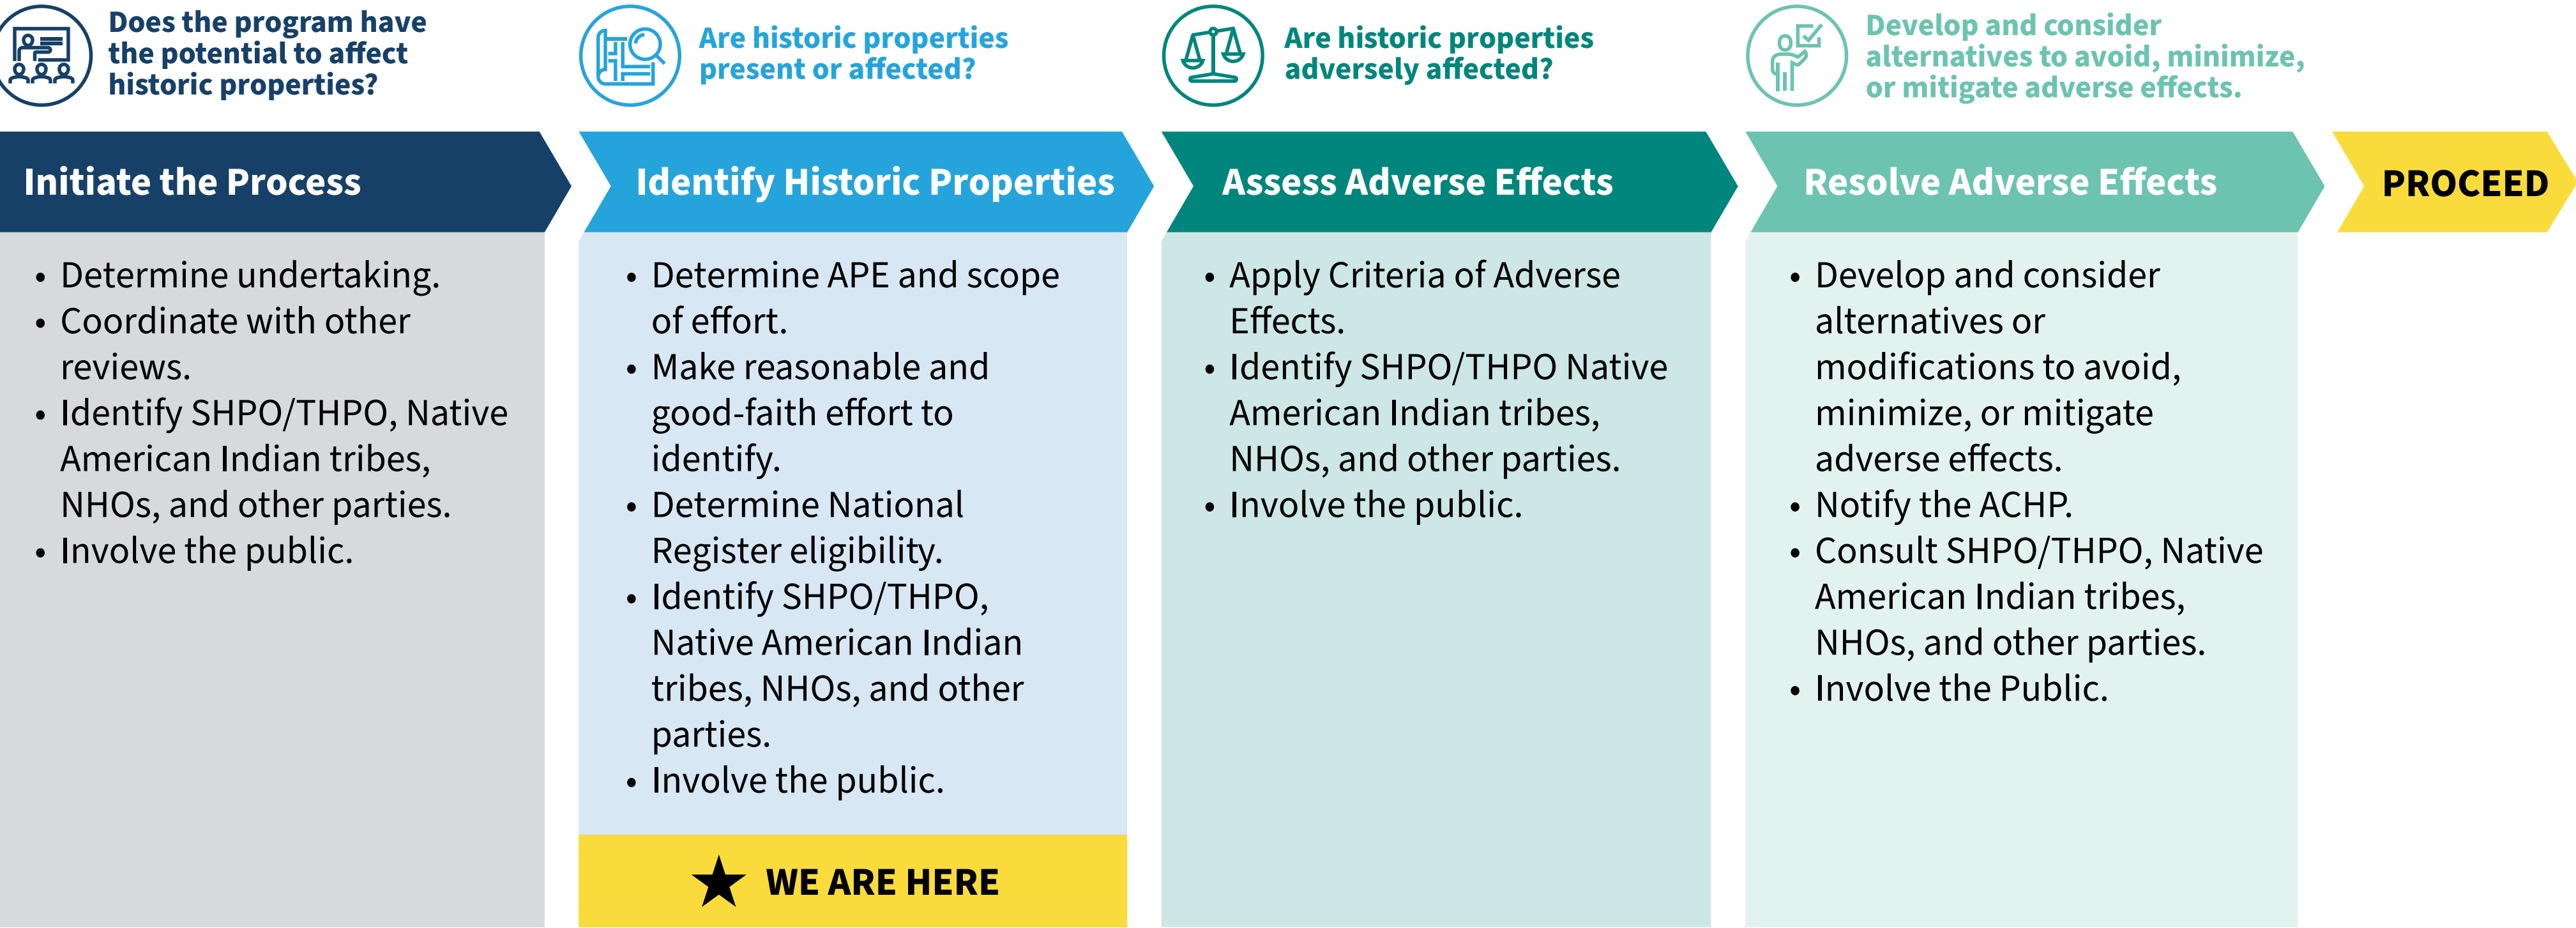 Does the program have
the potential to affect
historic properties?
Initiate the Process
• Determine undertaking.
• Coordinate with other
reviews.
• Identify SHPO/THPO, Native
American Indian tribes,
NHOs, and other parties.
• Involve the public.
Are historic properties
present or affected?
Identify Historic Properties
• Determine APE and scope
of effort.
• Make reasonable and
good-faith effort to
identify.
• Determine National
Register eligibility.
• Identify SHPO/THPO,
Native American Indian
tribes, NHOs, and other
parties.
• Involve the public.
★ WE ARE HERE
Are historic properties
adversely affected?
Assess Adverse Effects
• Apply Criteria of Adverse
Effects.
• Identify SHPO/THPO Native
American Indian tribes,
NHOs, and other parties.
• Involve the public.
Develop and consider
alternatives to avoid, minimize,
or mitigate adverse effects.
Resolve Adverse Effects
• Develop and consider
alternatives or
modifications to avoid,
minimize, or mitigate
adverse effects.
• Notify the ACHP.
• Consult SHPO/THPO, Native
American Indian tribes,
NHOs, and other parties.
• Involve the Public.
PROCEED